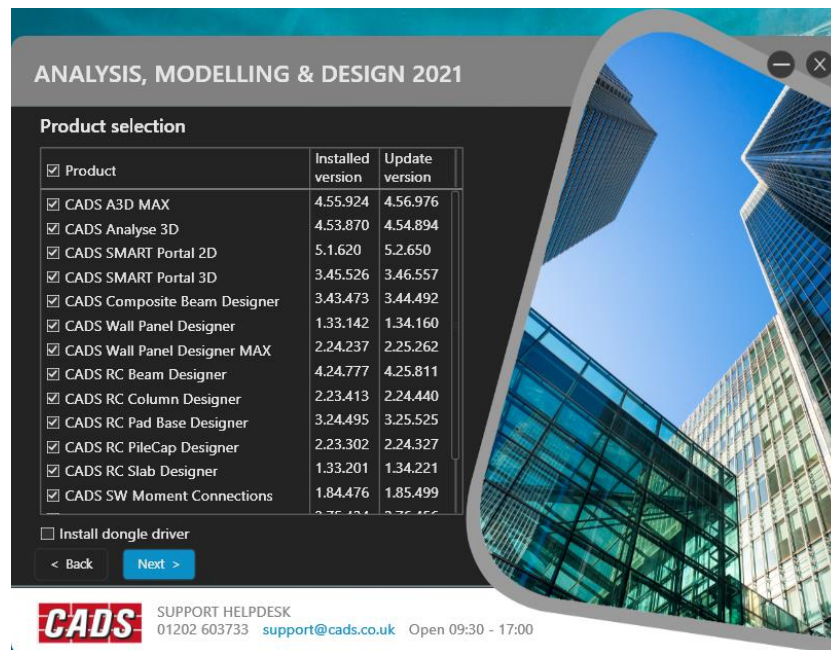 ANALYSIS, MODELLING & DESIGN 2021
Product selection
Product Installed version Update version
CADS A3D MAX 4.55.924 4.56.976
CADS Analyse 3D 4.53.870 4.54.894
CADS SMART Portal 2D 5.1.620 5.2.650
CADS SMART Portal 3D 3.45.526 3.46.557
CADS Composite Beam Designer 3.43.473 3.44.492
CADS Wall Panel Designer 1.33.142 1.34.160
CADS Wall Panel Designer MAX 2.24.237 2.25.262
CADS RC Beam Designer 4.24.777 4.25.811
CADS RC Column Designer 2.23.413 2.24.440
CADS RC Pad Base Designer 3.24.495 3.25.525
CADS RC PileCap Designer 2.23.302 2.24.327
CADS RC Slab Designer 1.33.201 1.34.221
CADS SW Moment Connections 1.84.476 1.85.499
Install dongle driver
< Back Next >
CADS
SUPPORT HELPDESK
01202 603733 support@cads.co.uk Open 09:30 - 17:00